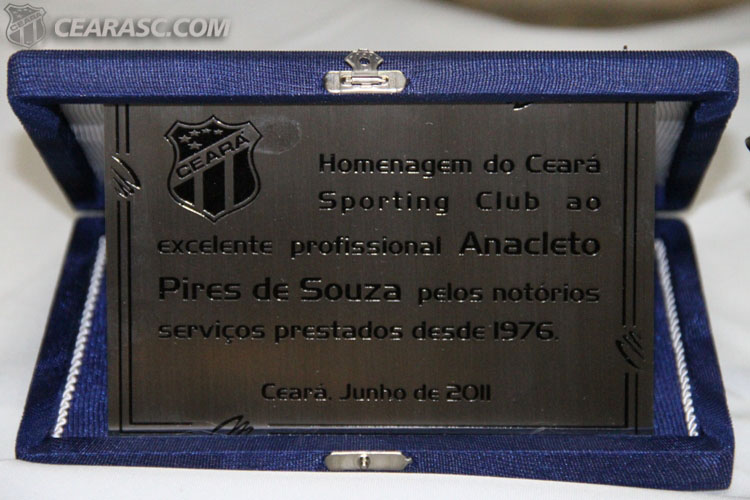 CEARASC.COM
CEARÁ
Homenagem do Ceará
Sporting Club ao
excelente profissional Anacleto
Pires de Souza pelos notórios
serviços prestados desde 1976.
Ceará, Junho de 2011